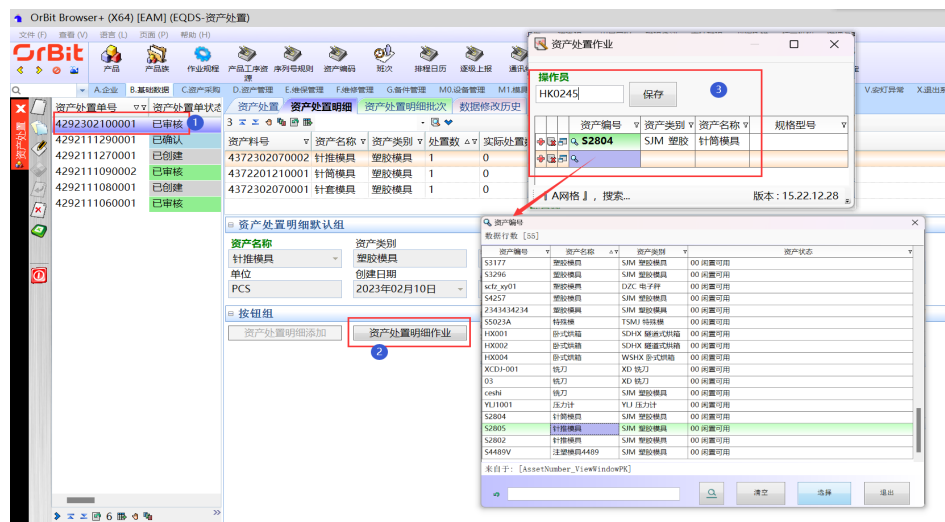 OrBit Browser+ (X64) [EAM] (EQDS-资产处置)
文件 (F) 查看 (V) 语言 (L) 页面 (P) 帮助 (H)
OrBit
产品 产品族 作业规程 产品工序资源 序列号规则 资产编码 班次 排程日历 逐级上报 通讯
A.企业 B.基础数据 C.资产采购 D.资产管理 E.维保管理 F.维修管理 G.备件管理 M0.设备管理 M1.模具 V.安灯异常 X.退出系
资产处置
资产处置单号 资产处置单状态
4292302100001 已审核 1
4292111290001 已确认
4292111270001 已创建
4292111090002 已审核
4292111080001 已创建
4292111060001 已审核
6
资产处置 资产处置明细 资产处置明细批次 数据修改历史
3
资产料号 资产名称 资产类别 处置数 实际处置数
4372302070002 针推模具 塑胶模具 1 0
4372201210001 针筒模具 塑胶模具 1 0
4372302070001 针套模具 塑胶模具 1 0
资产处置明细默认组
资产名称 资产类别
针推模具 塑胶模具
单位 创建日期
PCS 2023年02月10日
按钮组
资产处置明细添加 资产处置明细作业
2
资产处置作业
操作员
HK0245 保存 3
资产编号 资产类别 资产名称 规格型号
S2804 SJM 塑胶 针筒模具
『 A网格 』, 搜索... 版本 : 15.22.12.28
资产编号
数据行数 [55]
资产编号 资产名称 资产类别 资产状态
S3177 塑胶模具 SJM 塑胶模具 00 闲置可用
S3296 塑胶模具 SJM 塑胶模具 00 闲置可用
scfz_xy01 塑胶模具 DZC 电子秤 00 闲置可用
S4257 塑胶模具 SJM 塑胶模具 00 闲置可用
2343434234 塑胶模具 SJM 塑胶模具 00 闲置可用
S5023A 特殊模 TSMJ 特殊模 00 闲置可用
HX001 卧式烘箱 SDHX 隧道式烘箱 00 闲置可用
HX002 卧式烘箱 SDHX 隧道式烘箱 00 闲置可用
HX004 卧式烘箱 WSHX 卧式烘箱 00 闲置可用
XCDJ-001 铣刀 XD 铣刀 00 闲置可用
03 铣刀 XD 铣刀 00 闲置可用
ceshi 铣刀 SJM 塑胶模具 00 闲置可用
YLJ1001 压力计 YLJ 压力计 00 闲置可用
S2804 针筒模具 SJM 塑胶模具 00 闲置可用
S2805 针推模具 SJM 塑胶模具 00 闲置可用
S2802 针推模具 SJM 塑胶模具 00 闲置可用
S4489V 注塑模具4489 SJM 塑胶模具 00 闲置可用
来自于: [AssetNumber_ViewWindowPK]
清空 选择 退出